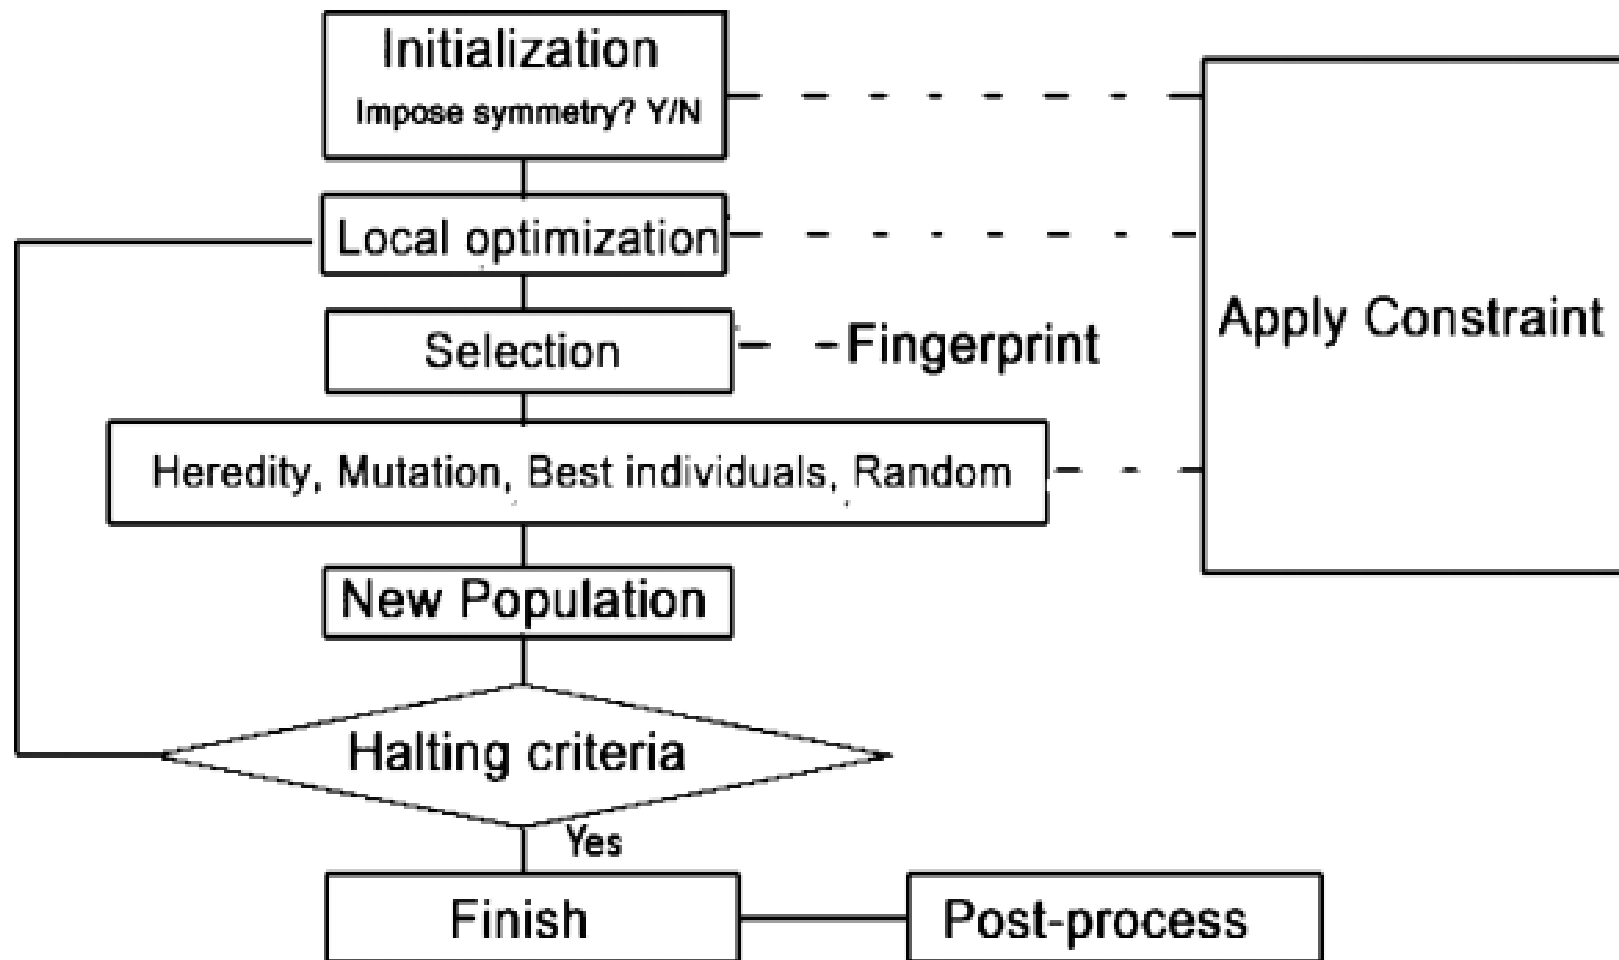 Initialization
Impose symmetry? Y/N
Local optimization
Apply Constraint
Selection
Fingerprint
Heredity, Mutation, Best individuals, Random
New Population
Halting criteria
Yes
Finish
Post-process